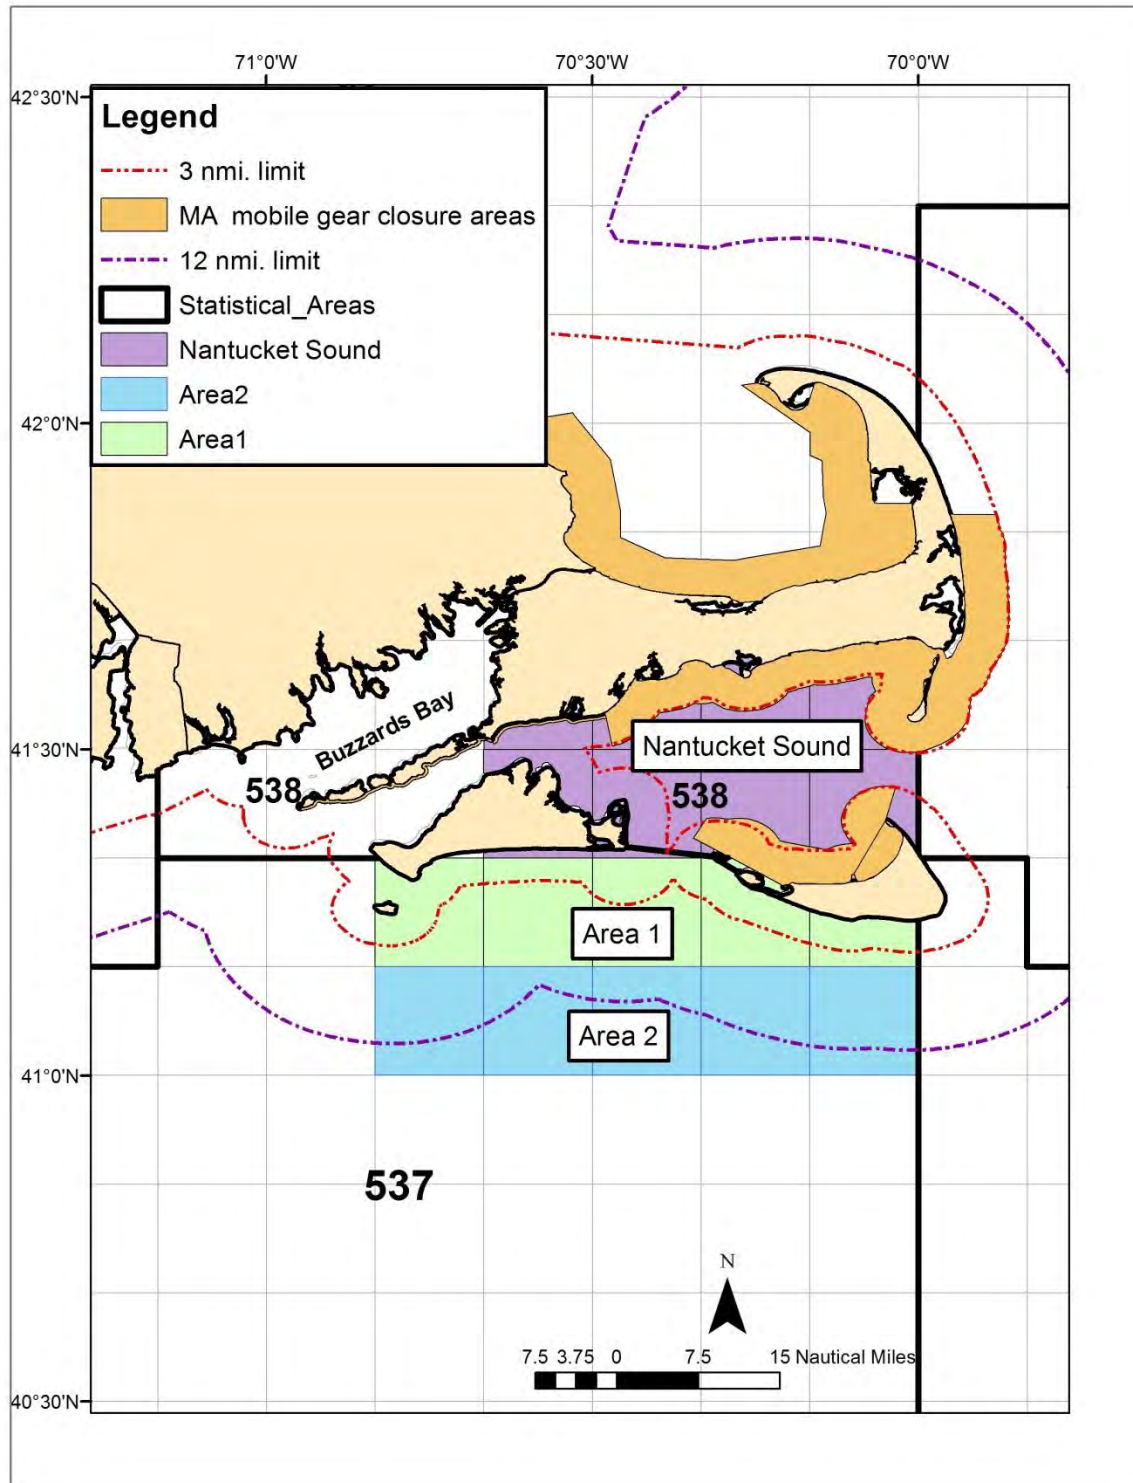 71°0'W 70°30'W 70°0'W
42°30'N
Legend
3 nmi. limit
MA mobile gear closure areas
12 nmi. limit
Statistical_Areas
Nantucket Sound
Area2
Area1
42°0'N
Buzzards Bay
41°30'N
Nantucket Sound
538
538
Area 1
Area 2
41°0'N
537
N
7.5 3.75 0 7.5 15 Nautical Miles
40°30'N